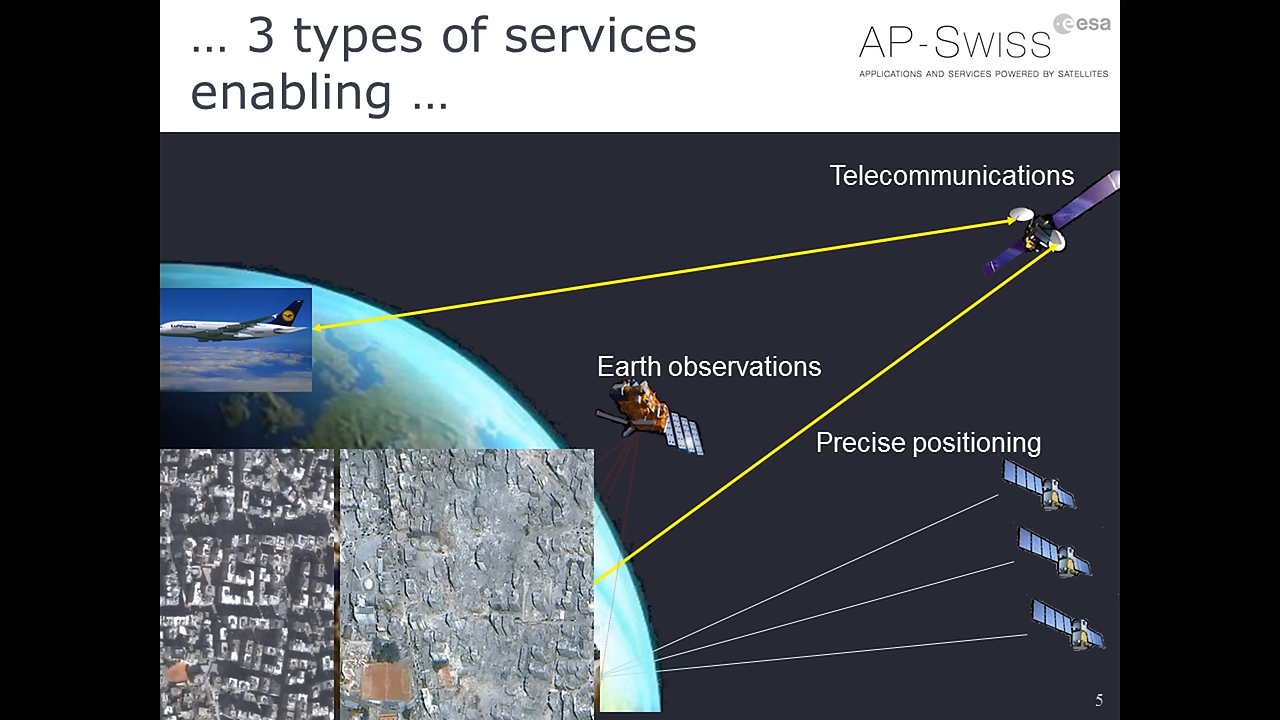 … 3 types of services
enabling …
esa
AP-Swiss
APPLICATIONS AND SERVICES POWERED BY SATELLITES
Telecommunications
Lufthansa
Earth observations
Precise positioning
5